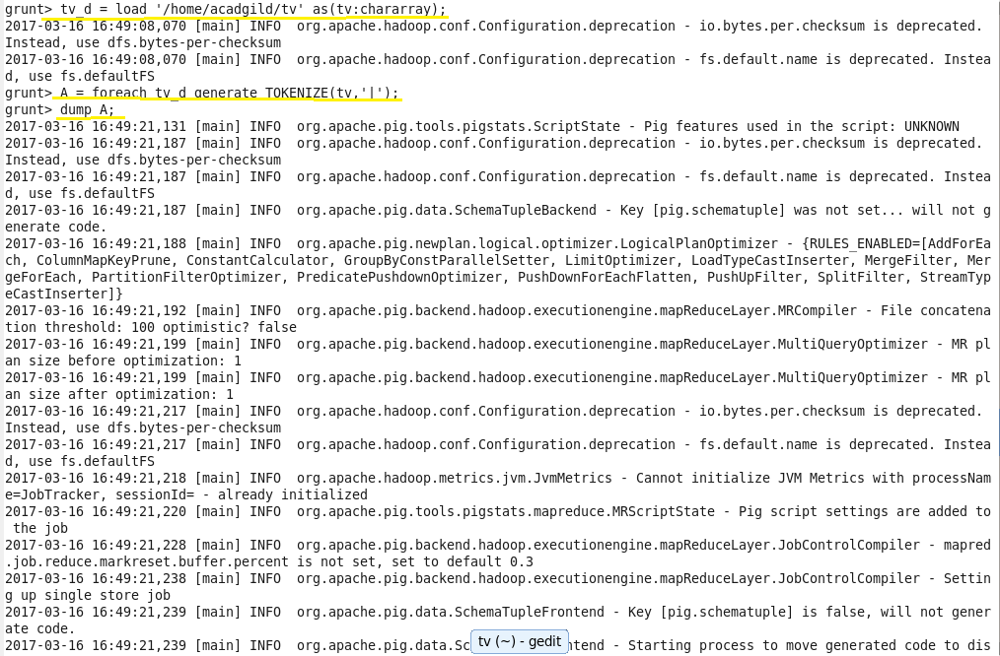 grunt> tv_d = load '/home/acadgild/tv' as(tv:chararray);
2017-03-16 16:49:08,070 [main] INFO  org.apache.hadoop.conf.Configuration.deprecation - io.bytes.per.checksum is deprecated.
Instead, use dfs.bytes-per-checksum
2017-03-16 16:49:08,070 [main] INFO  org.apache.hadoop.conf.Configuration.deprecation - fs.default.name is deprecated. Instea
d, use fs.defaultFS
grunt> A = foreach tv_d generate TOKENIZE(tv,'|');
grunt> dump A;
2017-03-16 16:49:21,131 [main] INFO  org.apache.pig.tools.pigstats.ScriptState - Pig features used in the script: UNKNOWN
2017-03-16 16:49:21,187 [main] INFO  org.apache.hadoop.conf.Configuration.deprecation - io.bytes.per.checksum is deprecated.
Instead, use dfs.bytes-per-checksum
2017-03-16 16:49:21,187 [main] INFO  org.apache.hadoop.conf.Configuration.deprecation - fs.default.name is deprecated. Instea
d, use fs.defaultFS
2017-03-16 16:49:21,187 [main] INFO  org.apache.pig.data.SchemaTupleBackend - Key [pig.schematuple] was not set... will not g
enerate code.
2017-03-16 16:49:21,188 [main] INFO  org.apache.pig.newplan.logical.optimizer.LogicalPlanOptimizer - {RULES_ENABLED=[AddForEa
ch, ColumnMapKeyPrune, ConstantCalculator, GroupByConstParallelSetter, LimitOptimizer, LoadTypeCastInserter, MergeFilter, Mer
geForEach, PartitionFilterOptimizer, PredicatePushdownOptimizer, PushDownForEachFlatten, PushUpFilter, SplitFilter, StreamTyp
eCastInserter]}
2017-03-16 16:49:21,192 [main] INFO  org.apache.pig.backend.hadoop.executionengine.mapReduceLayer.MRCompiler - File concatena
tion threshold: 100 optimistic? false
2017-03-16 16:49:21,199 [main] INFO  org.apache.pig.backend.hadoop.executionengine.mapReduceLayer.MultiQueryOptimizer - MR pl
an size before optimization: 1
2017-03-16 16:49:21,199 [main] INFO  org.apache.pig.backend.hadoop.executionengine.mapReduceLayer.MultiQueryOptimizer - MR pl
an size after optimization: 1
2017-03-16 16:49:21,217 [main] INFO  org.apache.hadoop.conf.Configuration.deprecation - io.bytes.per.checksum is deprecated.
Instead, use dfs.bytes-per-checksum
2017-03-16 16:49:21,217 [main] INFO  org.apache.hadoop.conf.Configuration.deprecation - fs.default.name is deprecated. Instea
d, use fs.defaultFS
2017-03-16 16:49:21,218 [main] INFO  org.apache.hadoop.metrics.jvm.JvmMetrics - Cannot initialize JVM Metrics with processNam
e=JobTracker, sessionId= - already initialized
2017-03-16 16:49:21,220 [main] INFO  org.apache.pig.tools.pigstats.mapreduce.MRScriptState - Pig script settings are added to
 the job
2017-03-16 16:49:21,228 [main] INFO  org.apache.pig.backend.hadoop.executionengine.mapReduceLayer.JobControlCompiler - mapred
.job.reduce.markreset.buffer.percent is not set, set to default 0.3
2017-03-16 16:49:21,238 [main] INFO  org.apache.pig.backend.hadoop.executionengine.mapReduceLayer.JobControlCompiler - Settin
g up single store job
2017-03-16 16:49:21,239 [main] INFO  org.apache.pig.data.SchemaTupleFrontend - Key [pig.schematuple] is false, will not gener
ate code.
2017-03-16 16:49:21,239 [main] INFO  org.apache.pig.data.Sc ntend - Starting process to move generated code to dis
tv (~) - gedit